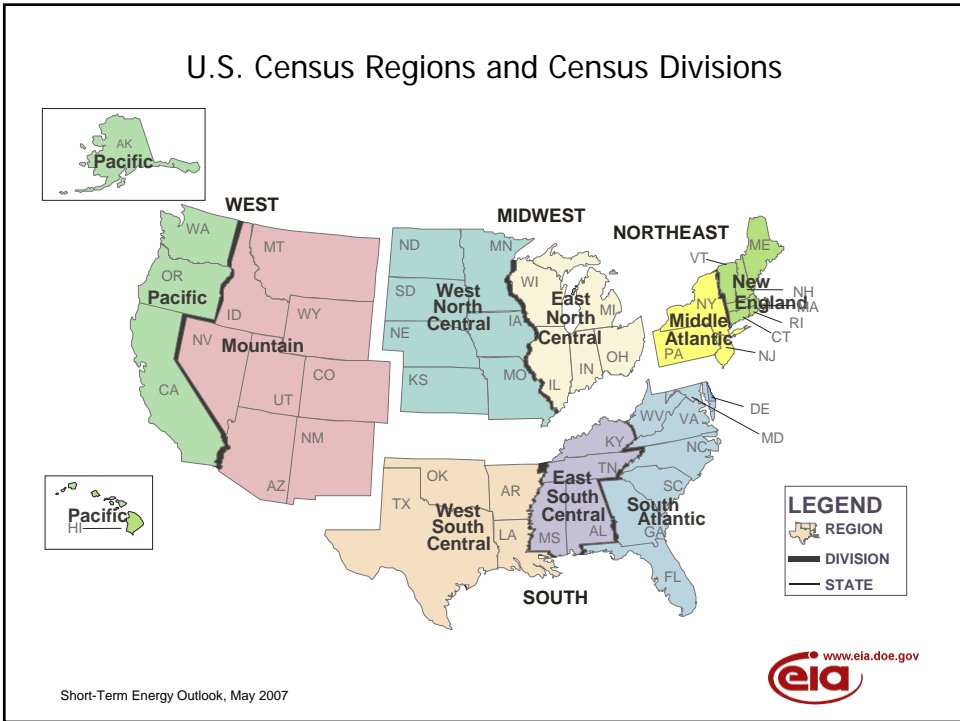 U.S. Census Regions and Census Divisions
AK
Pacific
WEST
MIDWEST
NORTHEAST
WA
OR
Pacific
CA
MT
ID
WY
NV
Mountain
UT
CO
AZ
NM
ND
MN
SD
West
North
Central
IA
NE
KS
MO
WI
MI
East
North
Central
IL
IN
OH
VT
ME
New
England
NH
MA
RI
CT
NY
Middle
Atlantic
PA
NJ
DE
MD
WV
VA
KY
NC
TN
SC
East
South
Central
MS
AL
South
Atlantic
GA
FL
OK
AR
TX
West
South
Central
LA
SOUTH
Pacific
HI
LEGEND
REGION
DIVISION
STATE
Short-Term Energy Outlook, May 2007
www.eia.doe.gov
eia